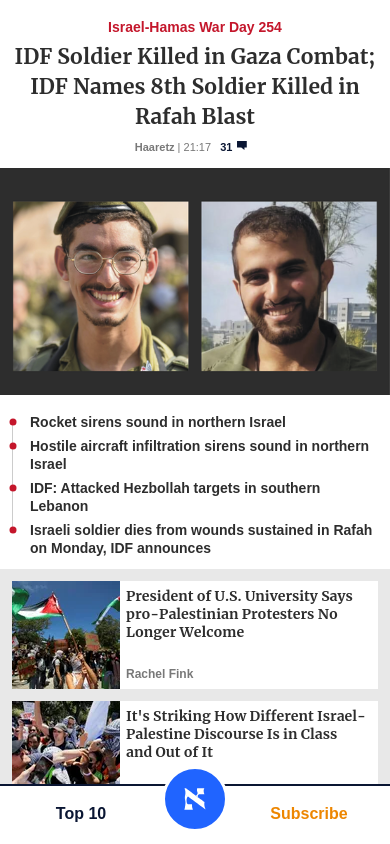 Israel-Hamas War Day 254
IDF Soldier Killed in Gaza Combat;
IDF Names 8th Soldier Killed in
Rafah Blast
Haaretz | 21:17 31
Rocket sirens sound in northern Israel
Hostile aircraft infiltration sirens sound in northern
Israel
IDF: Attacked Hezbollah targets in southern
Lebanon
Israeli soldier dies from wounds sustained in Rafah
on Monday, IDF announces
President of U.S. University Says
pro-Palestinian Protesters No
Longer Welcome
Rachel Fink
It's Striking How Different Israel-
Palestine Discourse Is in Class
and Out of It
Top 10
א
Subscribe